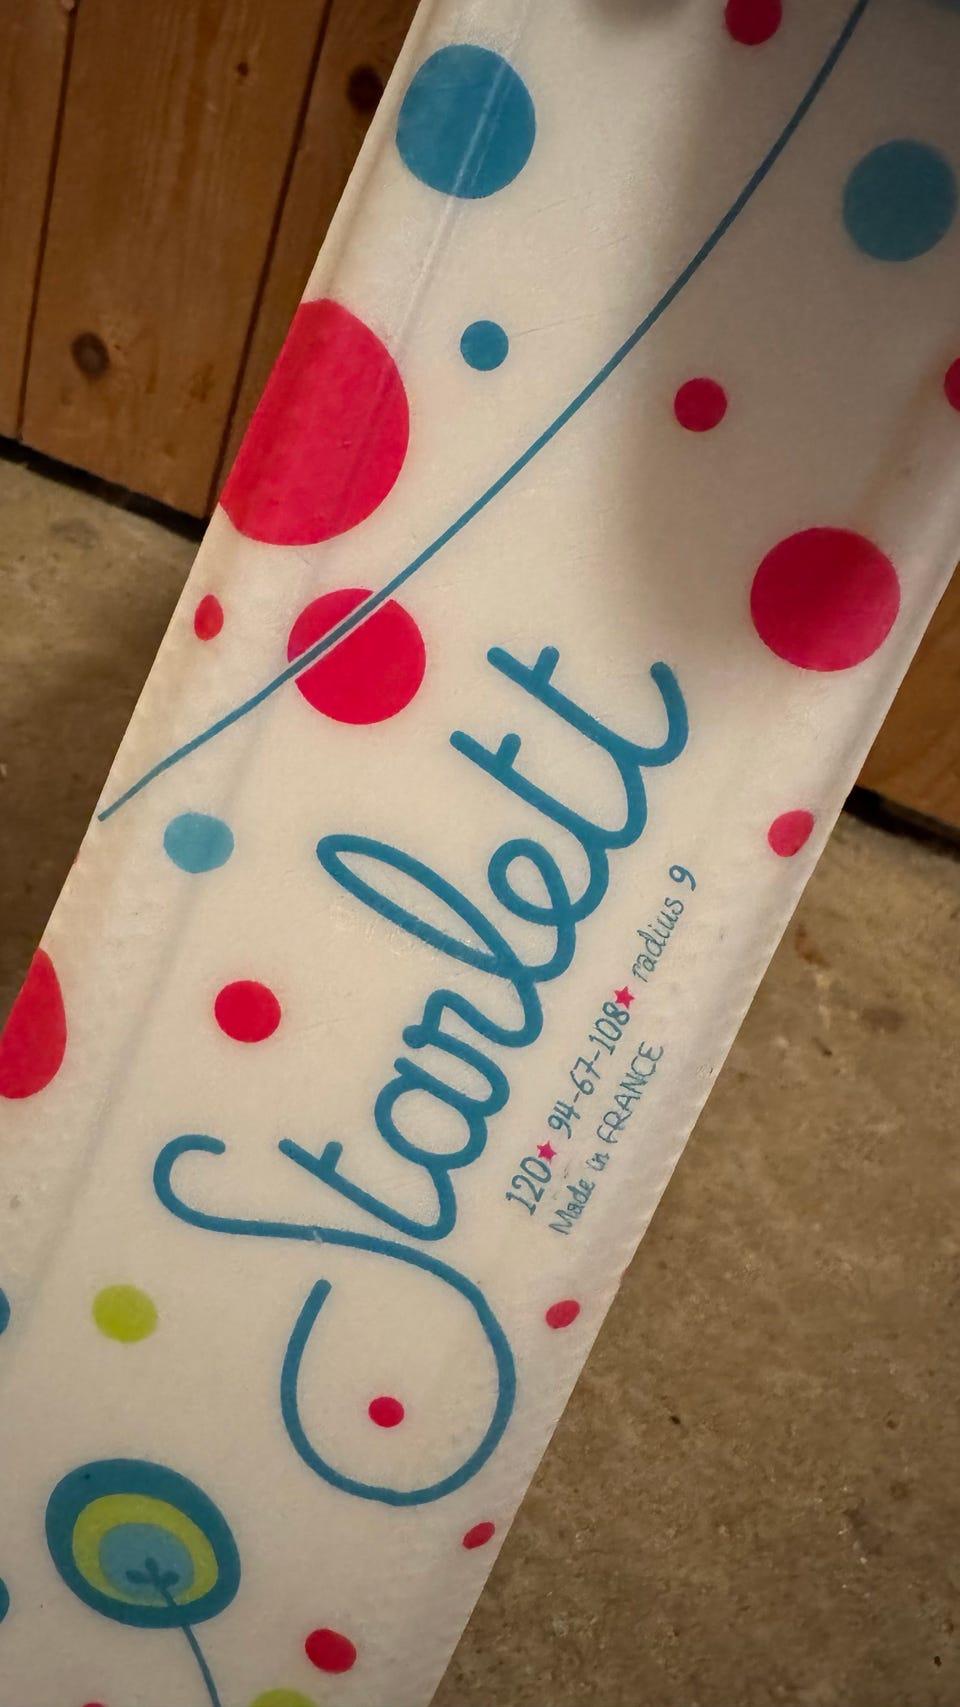 Starlett
120★ 94-67-108★ radius 9
Made in FRANCE